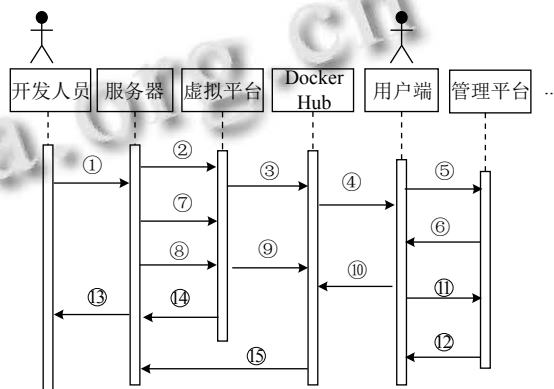 开发人员
服务器
虚拟平台
Docker
Hub
用户端
管理平台
..
①
②
③
④
⑤
⑦
⑥
⑧
⑨
⑩
⑪
⑬
⑭
⑫
⑮